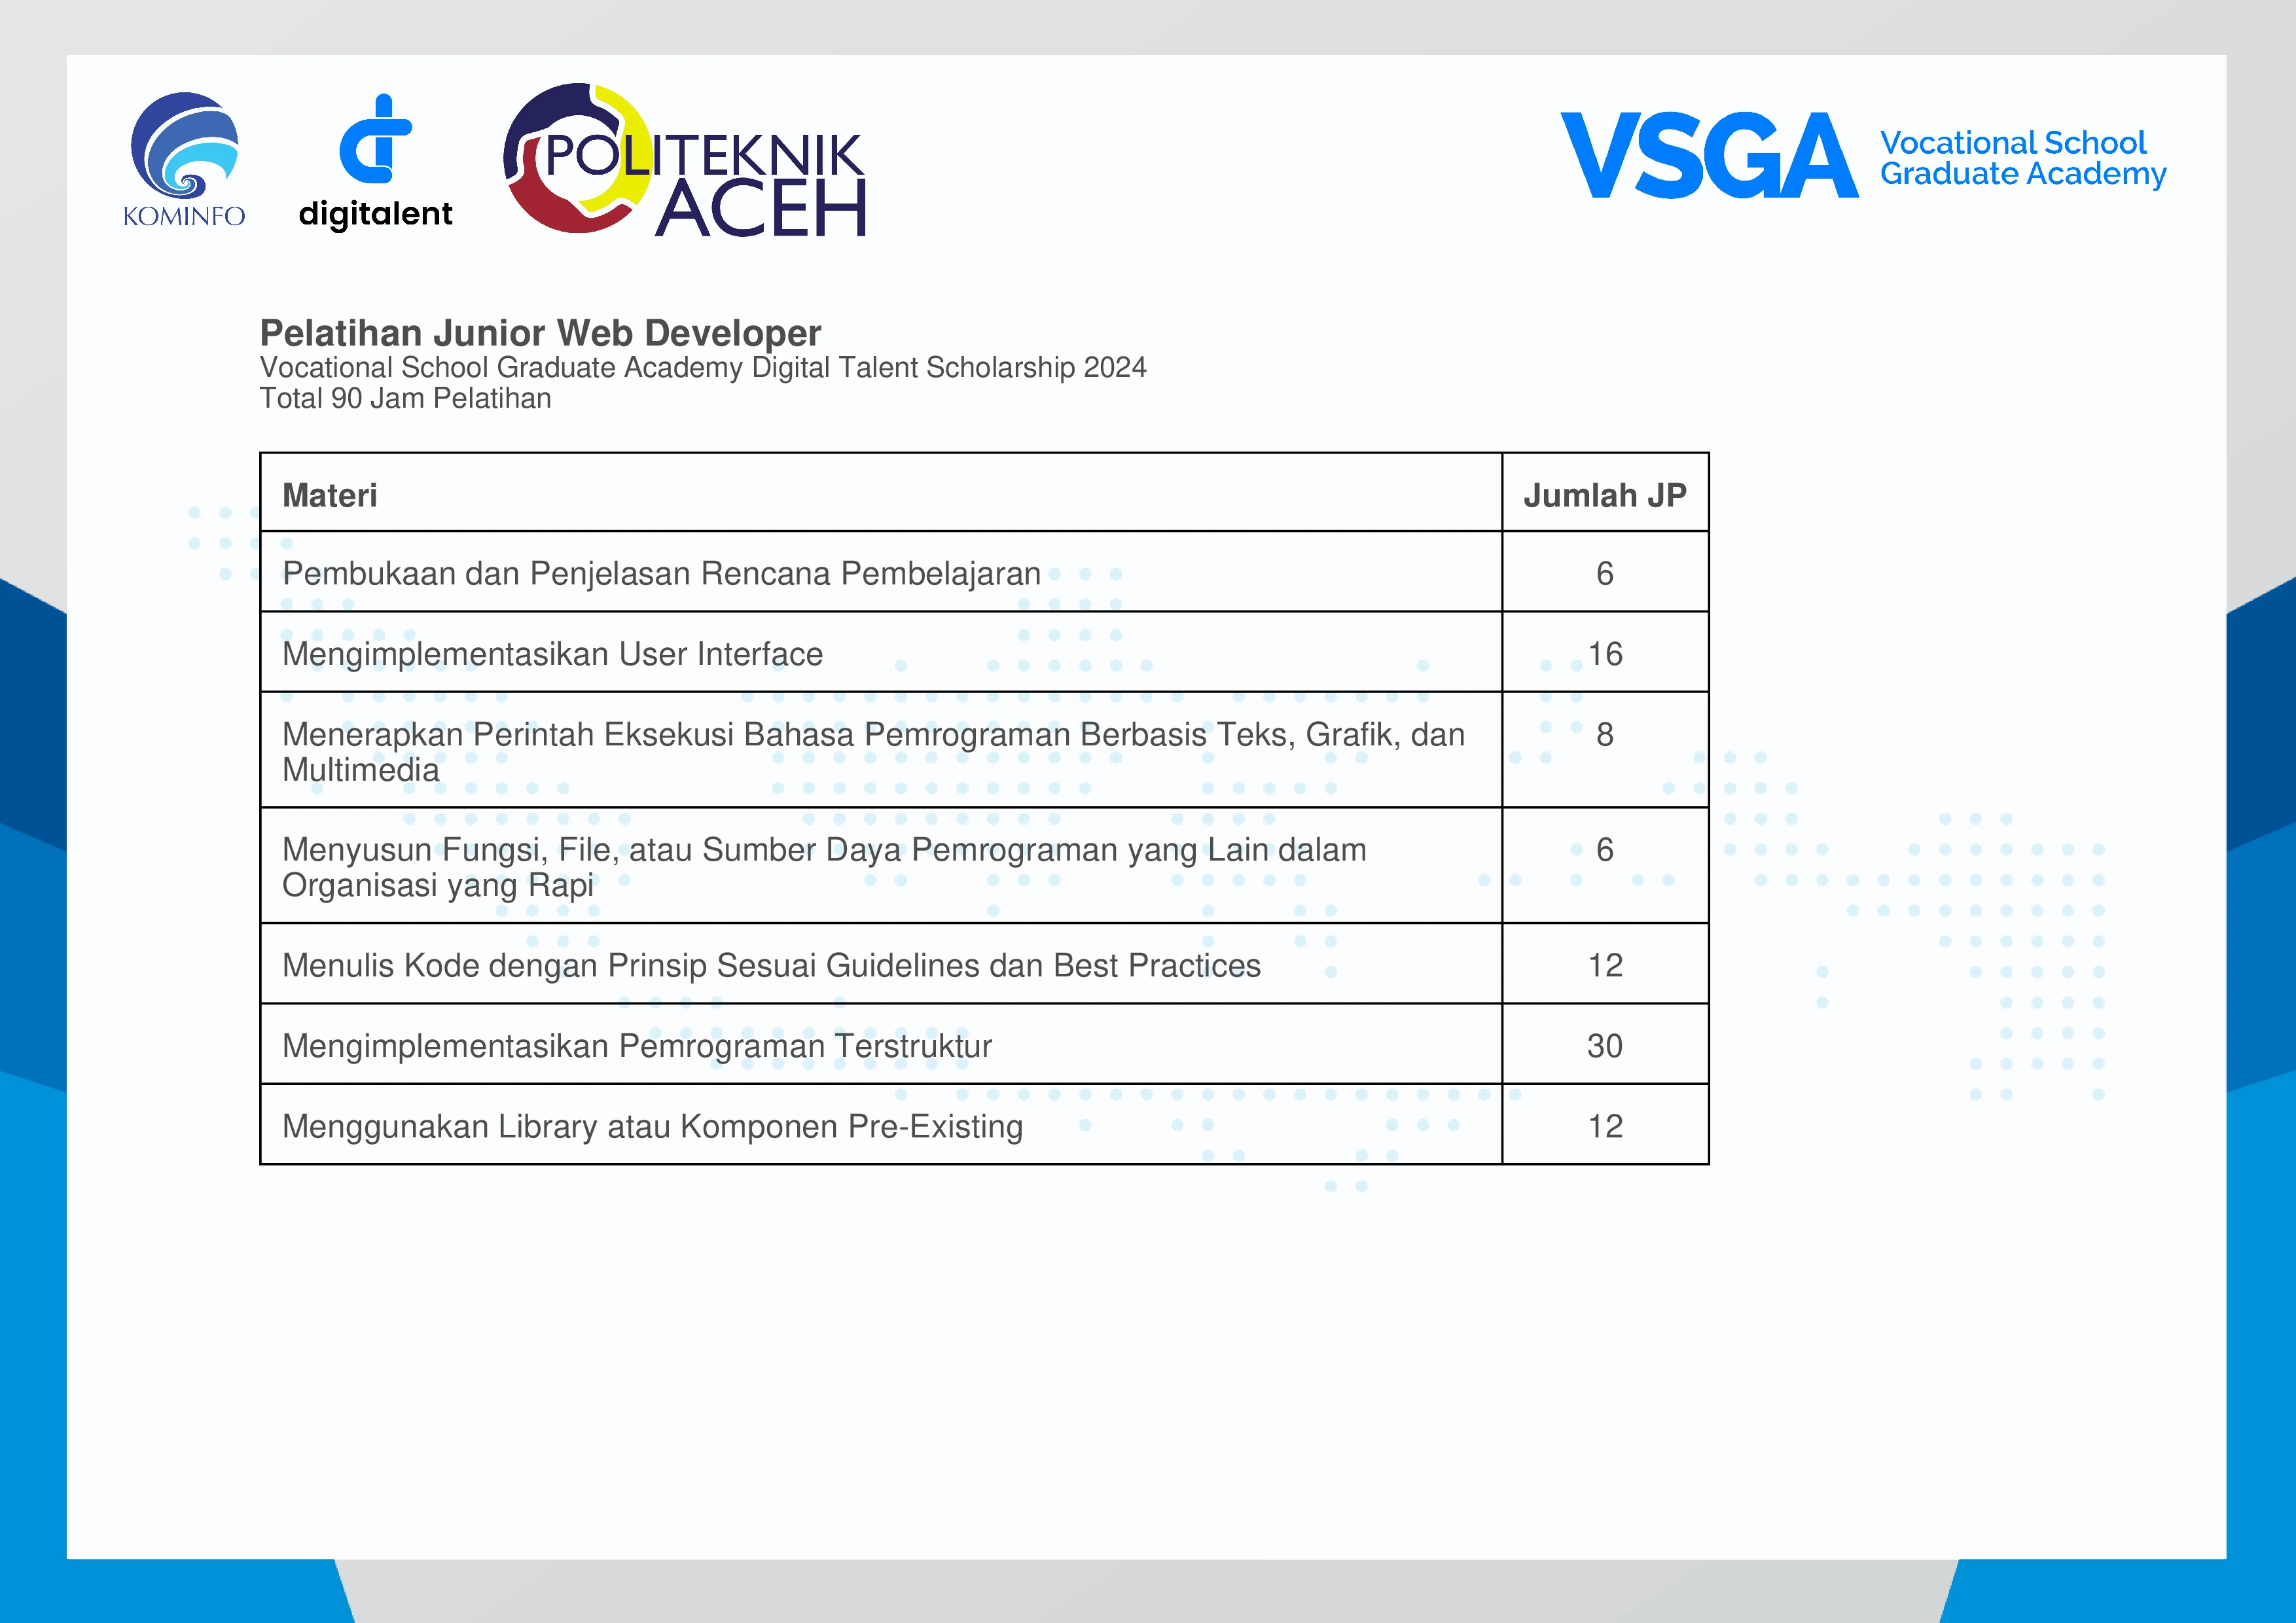 KOMINFO
digitalent
POLITEKNIK
ACEH
VSGA
Vocational School
Graduate Academy
Pelatihan Junior Web Developer
Vocational School Graduate Academy Digital Talent Scholarship 2024
Total 90 Jam Pelatihan
Materi Jumlah JP
Pembukaan dan Penjelasan Rencana Pembelajaran 6
Mengimplementasikan User Interface 16
Menerapkan Perintah Eksekusi Bahasa Pemrograman Berbasis Teks, Grafik, dan 8
Multimedia
Menyusun Fungsi, File, atau Sumber Daya Pemrograman yang Lain dalam 6
Organisasi yang Rapi
Menulis Kode dengan Prinsip Sesuai Guidelines dan Best Practices 12
Mengimplementasikan Pemrograman Terstruktur 30
Menggunakan Library atau Komponen Pre-Existing 12